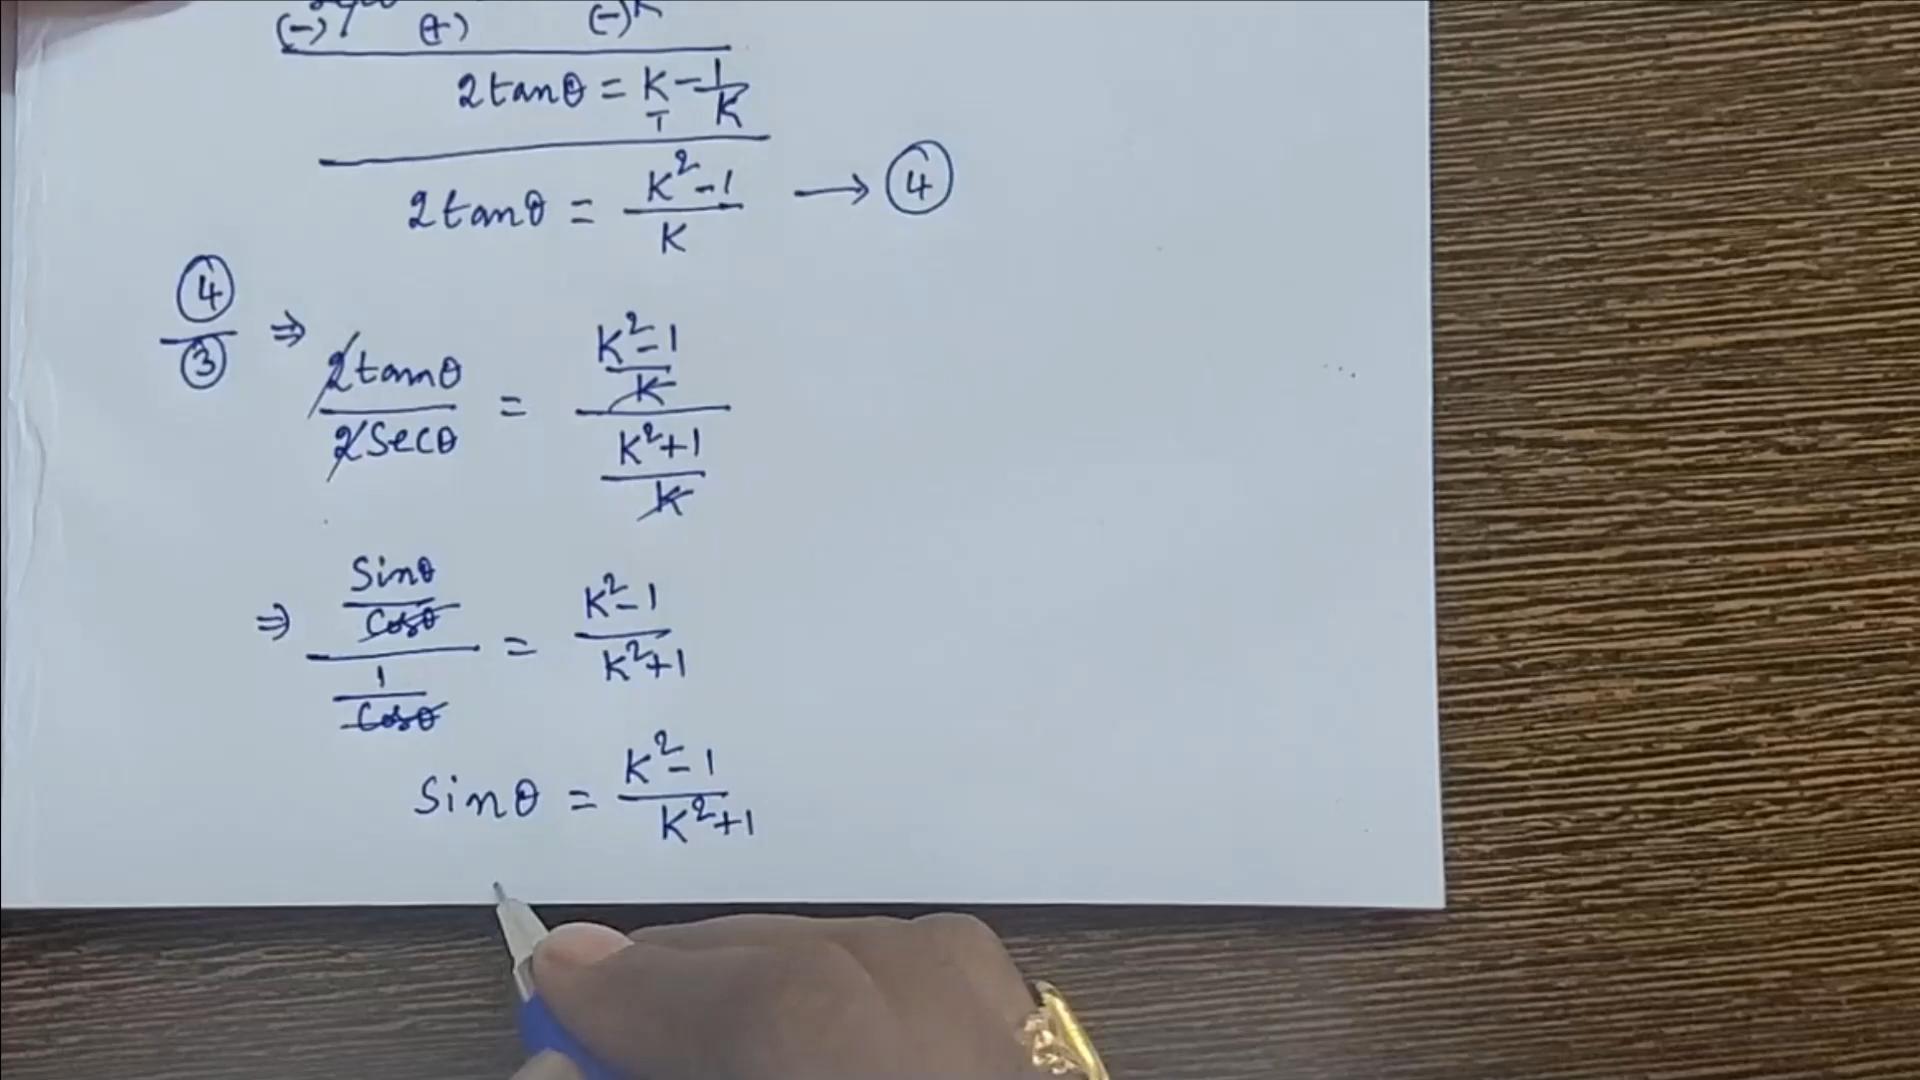 (-) (+) (-) K
2tanθ = K - 1/K
2tanθ = K²-1/K → ④
④/③ ⇒ 2tanθ/2Secθ = K²-1/K / K²+1/K
⇒ Sinθ/Cosθ / 1/Cosθ = K²-1/K²+1
Sinθ = K²-1/K²+1